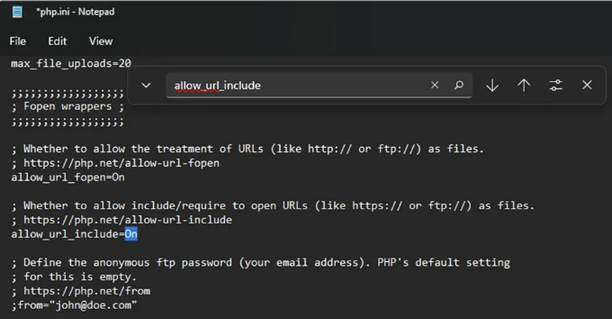 *php.ini - Notepad
File Edit View
max_file_uploads=20
allow_url_include
;;;;;;;;;;;;;;;;;;;
; Fopen wrappers ;
;;;;;;;;;;;;;;;;;;
; Whether to allow the treatment of URLs (like http:// or ftp://) as files.
; https://php.net/allow-url-fopen
allow_url_fopen=On
; Whether to allow include/require to open URLs (like https:// or ftp://) as files.
; https://php.net/allow-url-include
allow_url_include=On
; Define the anonymous ftp password (your email address). PHP's default setting
; for this is empty.
; https://php.net/from
;from="john@doe.com"